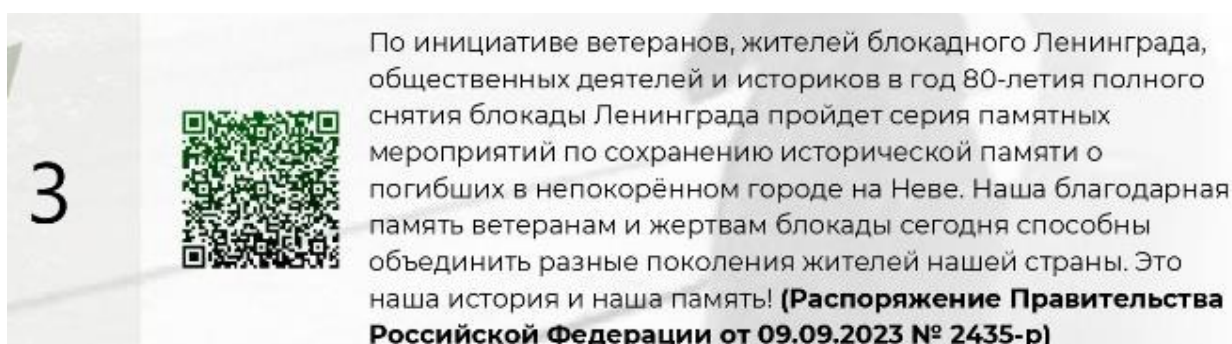 3
По инициативе ветеранов, жителей блокадного Ленинграда,
общественных деятелей и историков в год 80-летия полного
снятия блокады Ленинграда пройдет серия памятных
мероприятий по сохранению исторической памяти о
погибших в непокорённом городе на Неве. Наша благодарная
память ветеранам и жертвам блокады сегодня способны
объединить разные поколения жителей нашей страны. Это
наша история и наша память! (Распоряжение Правительства
Российской Федерации от 09.09.2023 № 2435-р)